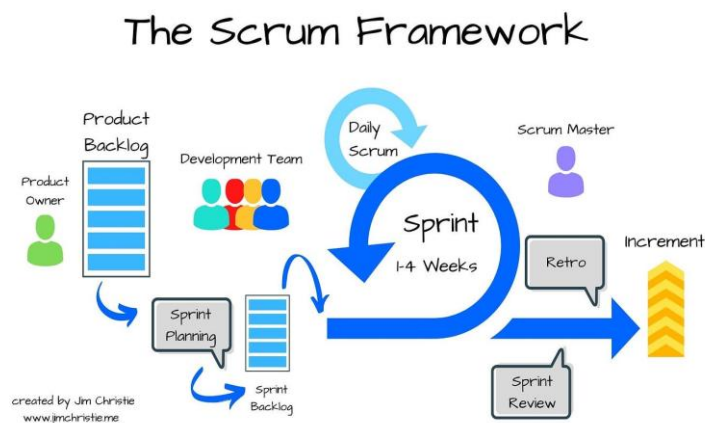 The Scrum Framework
Product
Backlog
Product
Owner
Development Team
Daily
Scrum
Scrum Master
Sprint
1-4 Weeks
Retro
Increment
Sprint
Planning
Sprint
Backlog
Sprint
Review
created by Jim Christie
www.jimchristie.me